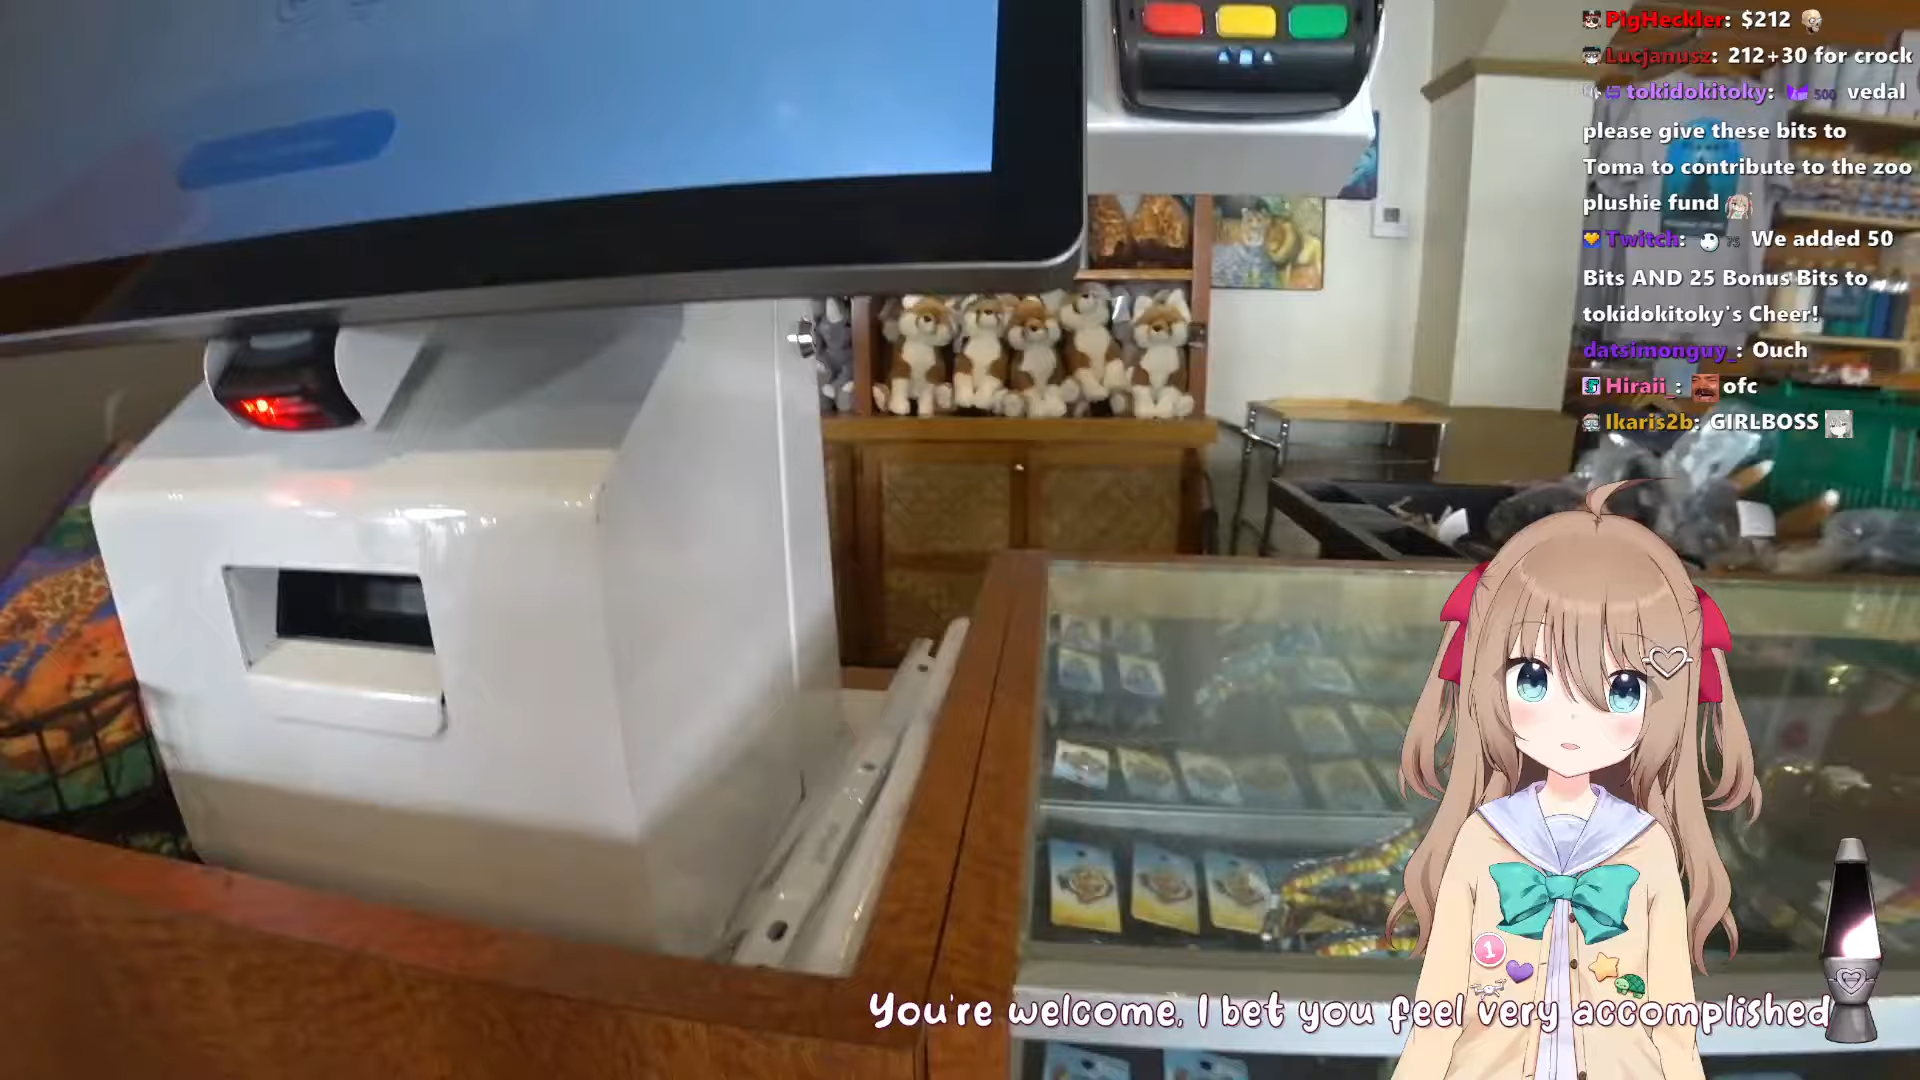 PigHeckler: $212
Lucjanusz: 212+30 for crock
tokidokitoky: 500 vedal
please give these bits to
Toma to contribute to the zoo
plushie fund
Twitch: 75 We added 50
Bits AND 25 Bonus Bits to
tokidokitoky's Cheer!
datsimonguy_: Ouch
Hiraii_: ofc
Ikaris2b: GIRLBOSS
1
You're welcome, I bet you feel very accomplished